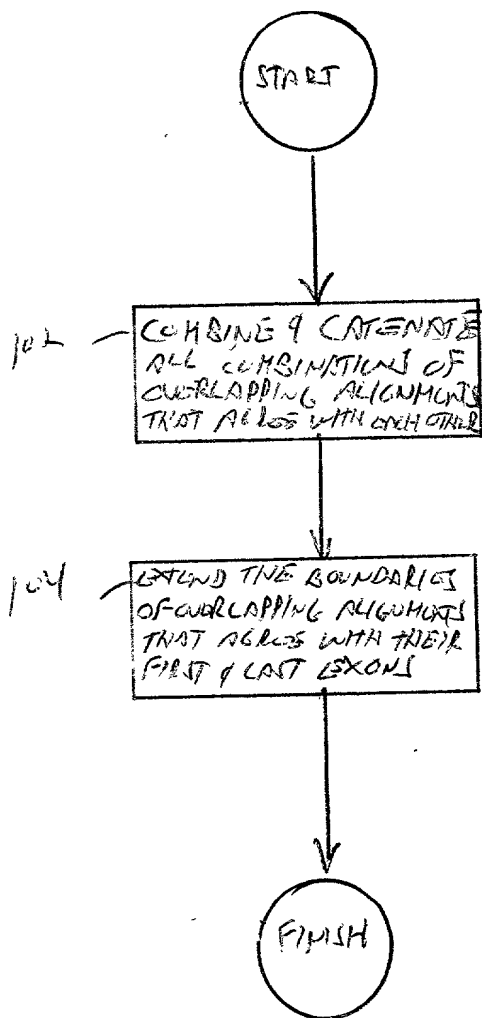 START
102
COMBINE & CATENATE
ALL COMBINATIONS OF
OVERLAPPING ALIGNMENTS
THAT AGREE WITH EACH OTHER
104
EXTEND THE BOUNDARIES
OF OVERLAPPING ALIGNMENTS
THAT AGREE WITH THEIR
FIRST & LAST EXONS
FINISH